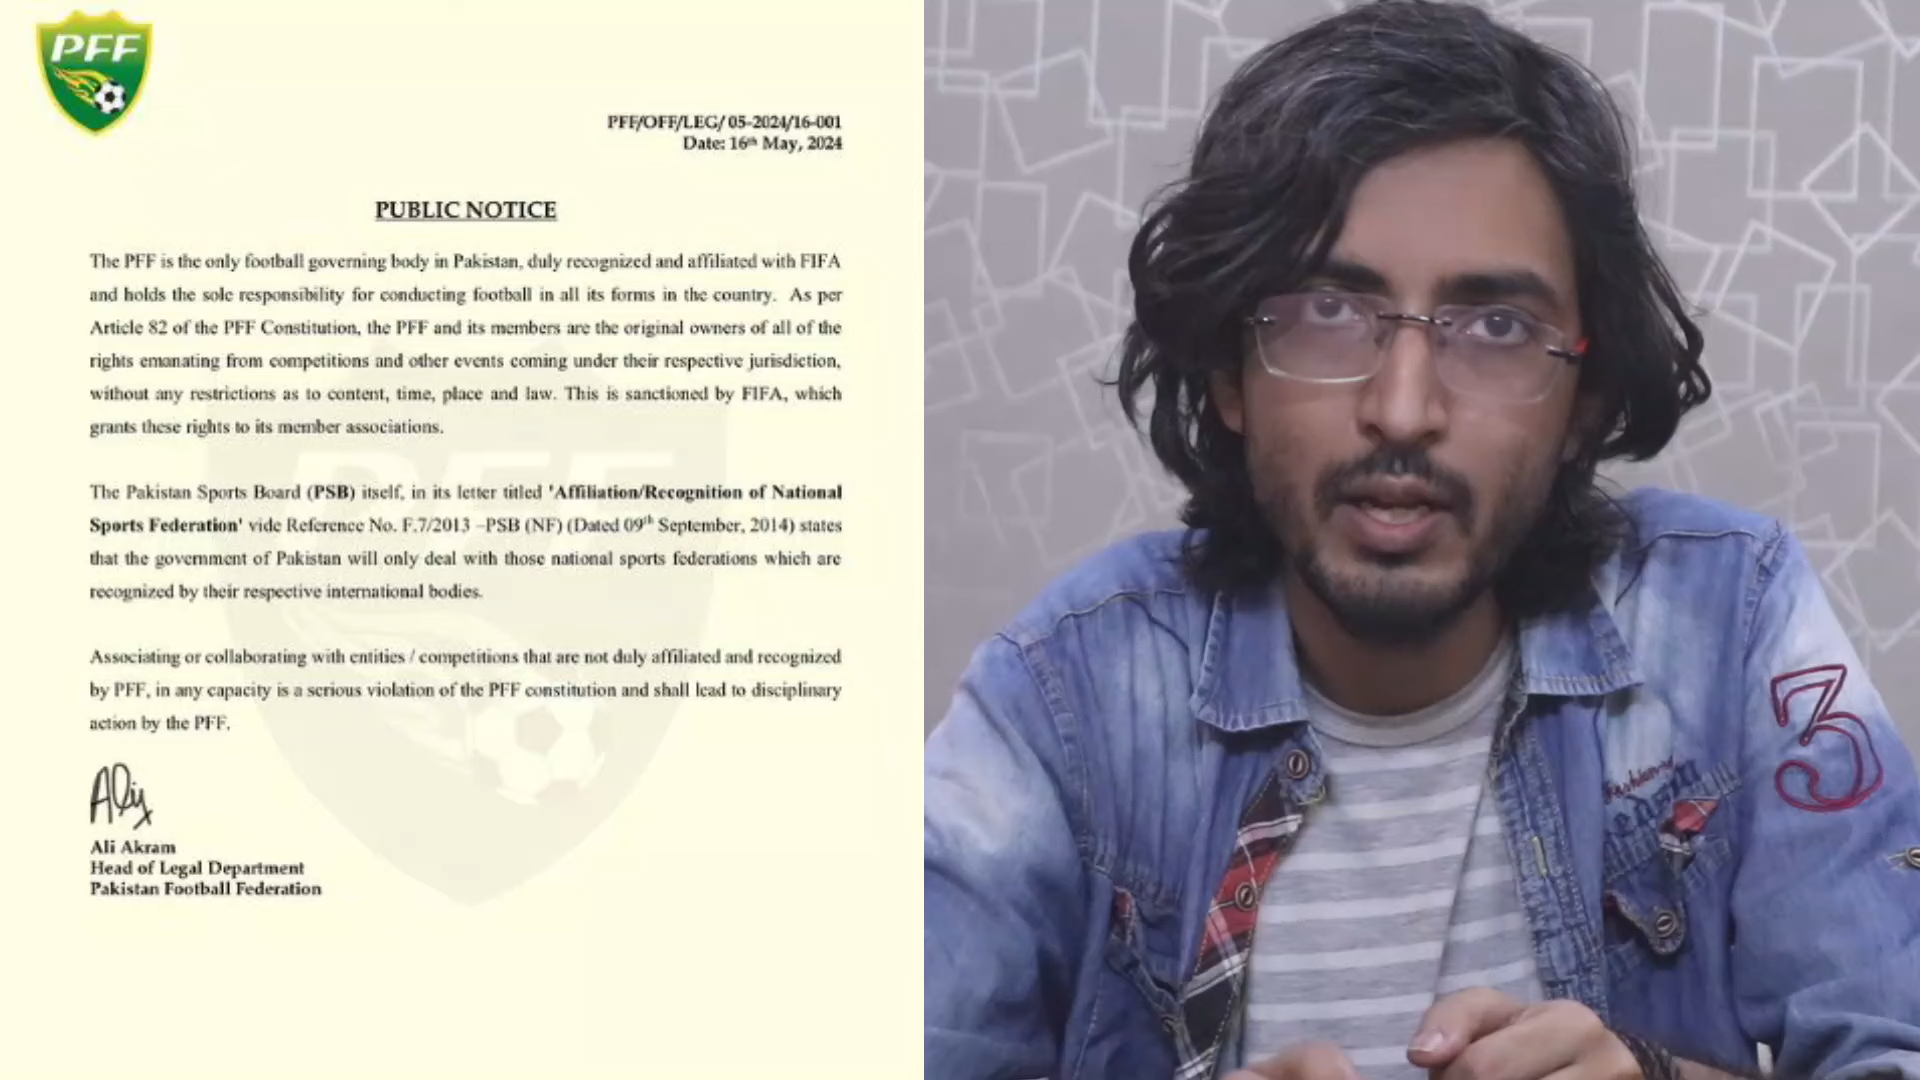 PFF
PFF/OFF/LEG/ 05-2024/16-001
Date: 16th May, 2024
PUBLIC NOTICE
The PFF is the only football governing body in Pakistan, duly recognized and affiliated with FIFA
and holds the sole responsibility for conducting football in all its forms in the country. As per
Article 82 of the PFF Constitution, the PFF and its members are the original owners of all of the
rights emanating from competitions and other events coming under their respective jurisdiction,
without any restrictions as to content, time, place and law. This is sanctioned by FIFA, which
grants these rights to its member associations.
PFF
The Pakistan Sports Board (PSB) itself, in its letter titled 'Affiliation/Recognition of National
Sports Federation' vide Reference No. F.7/2013 –PSB (NF) (Dated 09th September, 2014) states
that the government of Pakistan will only deal with those national sports federations which are
recognized by their respective international bodies.
Associating or collaborating with entities / competitions that are not duly affiliated and recognized
by PFF, in any capacity is a serious violation of the PFF constitution and shall lead to disciplinary
action by the PFF.
Ali Akram
Head of Legal Department
Pakistan Football Federation
3